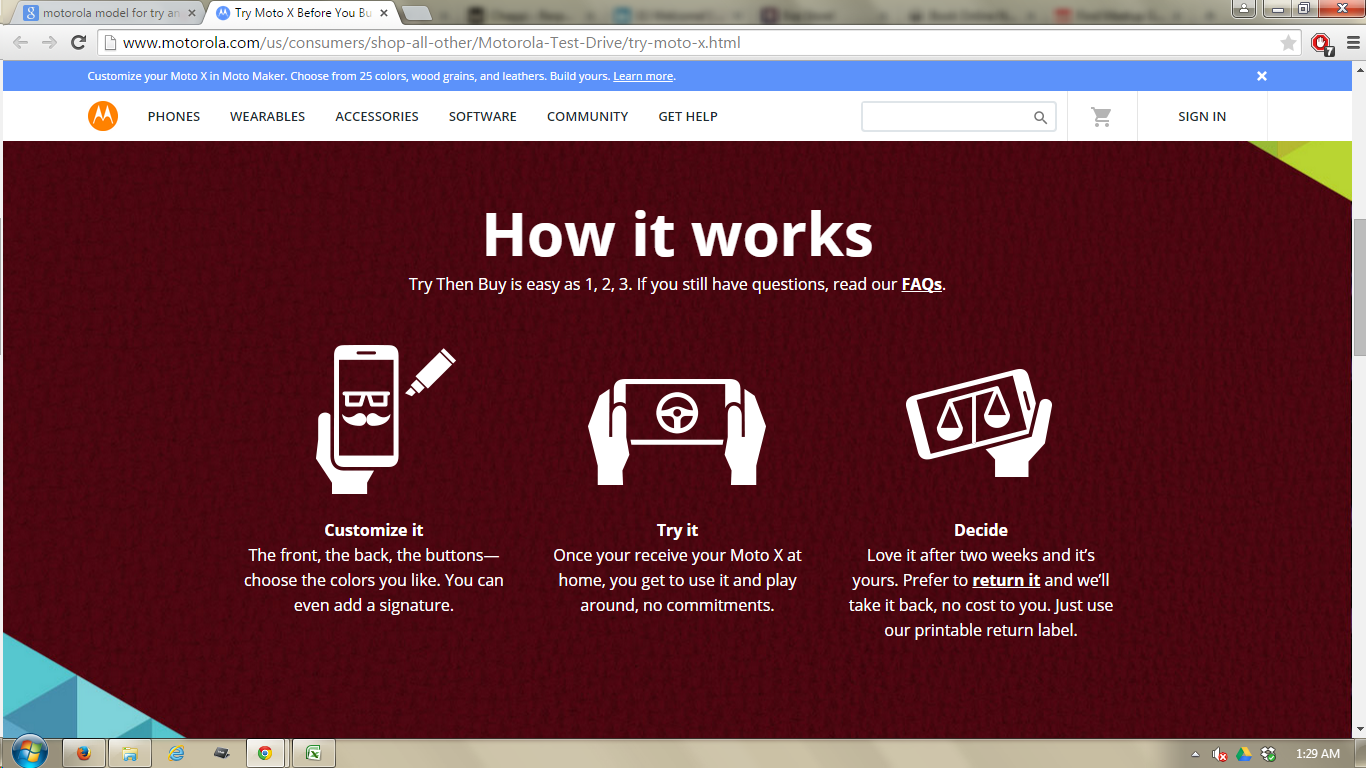 motorola model for try an
Try Moto X Before You Bu
www.motorola.com/us/consumers/shop-all-other/Motorola-Test-Drive/try-moto-x.html
7
Customize your Moto X in Moto Maker. Choose from 25 colors, wood grains, and leathers. Build yours. Learn more.
PHONES WEARABLES ACCESSORIES SOFTWARE COMMUNITY GET HELP SIGN IN
How it works
Try Then Buy is easy as 1, 2, 3. If you still have questions, read our FAQs.
Customize it
The front, the back, the buttons—
choose the colors you like. You can
even add a signature.
Try it
Once your receive your Moto X at
home, you get to use it and play
around, no commitments.
Decide
Love it after two weeks and it's
yours. Prefer to return it and we'll
take it back, no cost to you. Just use
our printable return label.
1:29 AM